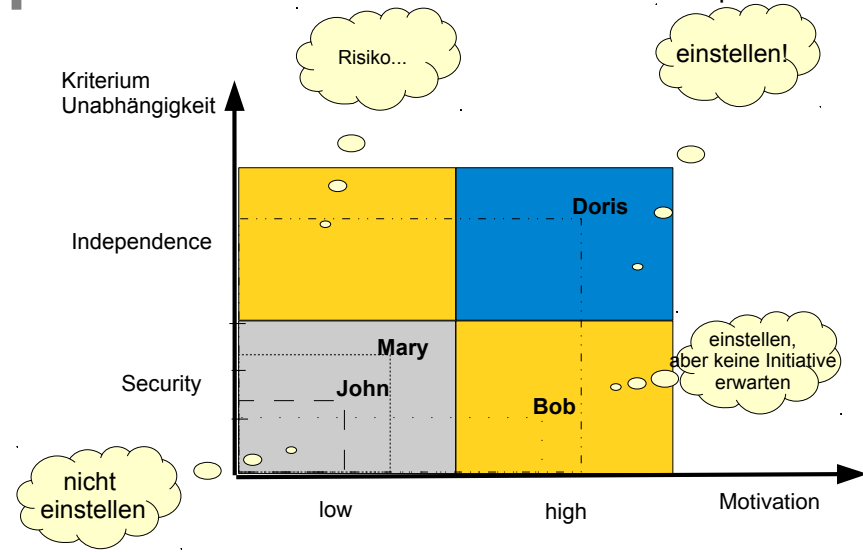 Risiko...
einstellen!
Kriterium
Unabhängigkeit
Doris
Independence
Mary
einstellen,
aber keine Initiative
erwarten
Security
John
Bob
nicht
einstellen
low
high
Motivation